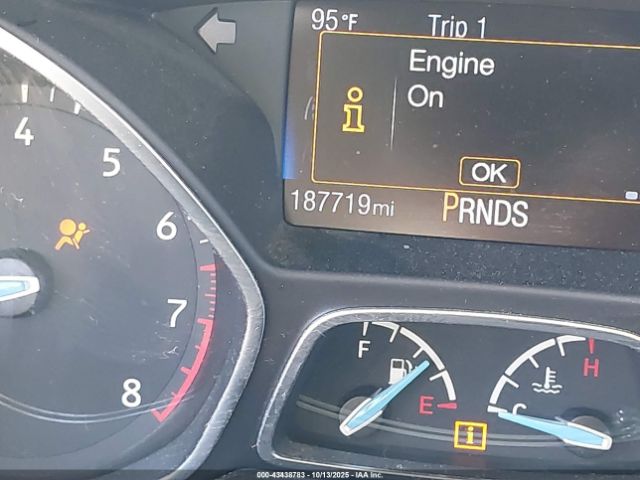 95°F Trip 1
Engine
On
i
OK
187719mi PRNDS
4
5
6
7
8
F
E
H
C
i
000-43438783 - 10/13/2025 - IAA Inc.